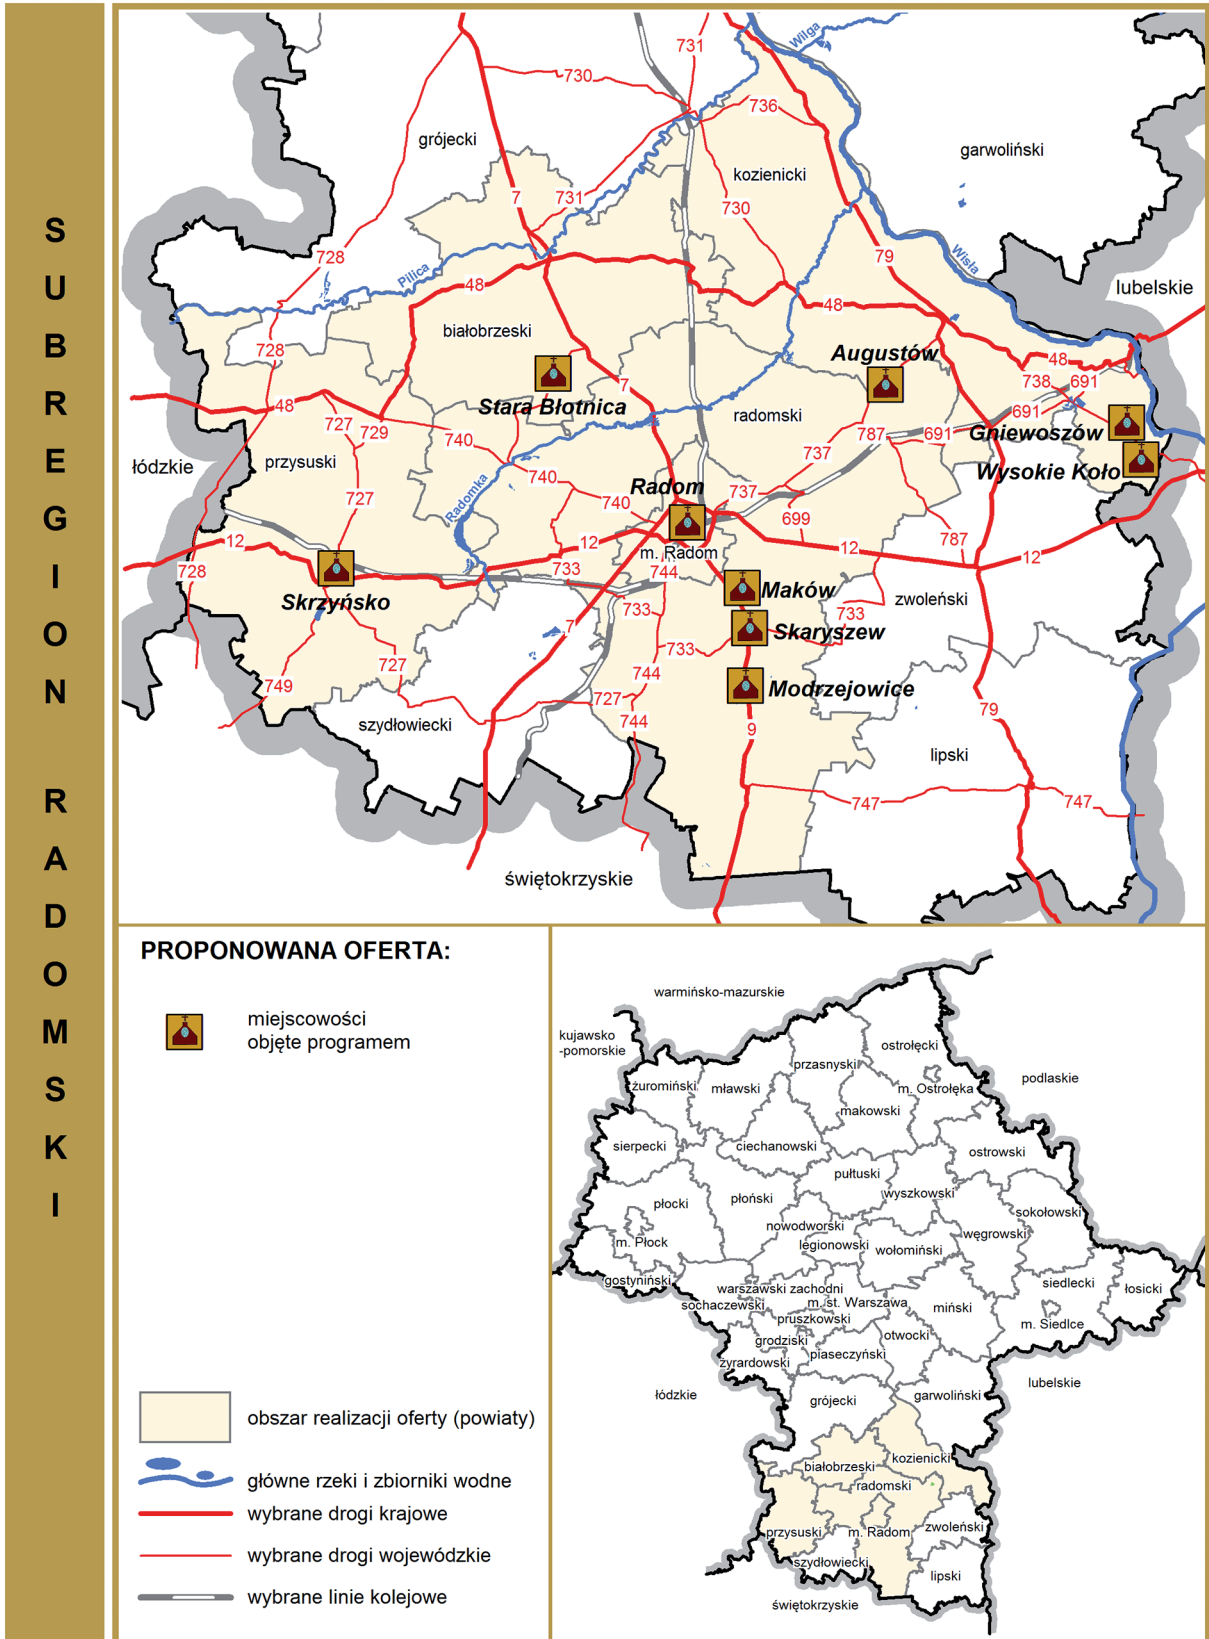 SUBREGION RADOMSKI
731
Wilga
730
736
grójecki
garwoliński
kozienicki
7
731
730
728
79
Wisła
Pilica
lubelskie
48
48
białobrzeski
728
Augustów
48
7
738
691
Stara Błotnica
48
691
727
729
radomski
740
787
691
Gniewoszów
łódzkie
przysuski
737
Wysokie Koło
740
Radom
727
Radomka
740
737
699
12
12
m. Radom
12
787
12
728
733
744
Skrzyńsko
Maków
zwoleński
733
733
7
Skaryszew
733
727
744
749
Modrzejowice
727
szydłowiecki
744
9
79
lipski
747
747
świętokrzyskie
PROPONOWANA OFERTA:
miejscowości
objęte programem
obszar realizacji oferty (powiaty)
główne rzeki i zbiorniki wodne
wybrane drogi krajowe
wybrane drogi wojewódzkie
wybrane linie kolejowe
warmińsko-mazurskie
kujawsko
-pomorskie
ostrołęcki
przasnyski
podlaskie
żuromiński
mławski
m. Ostrołęka
makowski
sierpecki
ciechanowski
ostrowski
pułtuski
płocki
płoński
wyszkowski
sokołowski
nowodworski
węgrowski
m. Płock
legionowski
wołomiński
gostyniński
siedlecki
łosicki
warszawski zachodni
sochaczewski
m. st. Warszawa
miński
pruszkowski
m. Siedlce
grodziski
otwocki
piaseczyński
żyrardowski
lubelskie
łódzkie
garwoliński
grójecki
kozienicki
białobrzeski
radomski
zwoleński
przysuski
m. Radom
szydłowiecki
lipski
świętokrzyskie